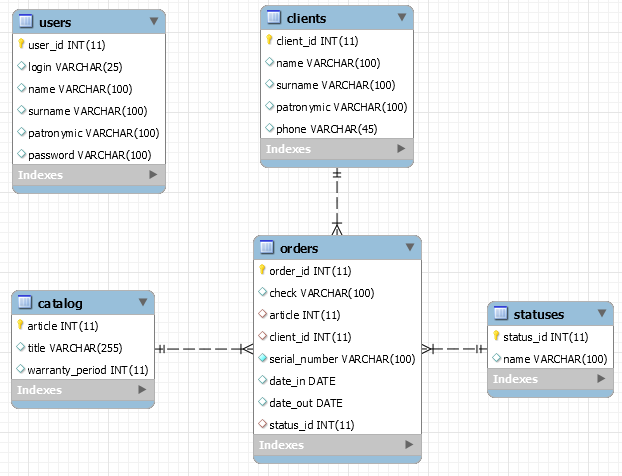 users
user_id INT(11)
login VARCHAR(25)
name VARCHAR(100)
surname VARCHAR(100)
patronymic VARCHAR(100)
password VARCHAR(100)
Indexes
clients
client_id INT(11)
name VARCHAR(100)
surname VARCHAR(100)
patronymic VARCHAR(100)
phone VARCHAR(45)
Indexes
catalog
article INT(11)
title VARCHAR(255)
warranty_period INT(11)
Indexes
orders
order_id INT(11)
check VARCHAR(100)
article INT(11)
client_id INT(11)
serial_number VARCHAR(100)
date_in DATE
date_out DATE
status_id INT(11)
Indexes
statuses
status_id INT(11)
name VARCHAR(100)
Indexes